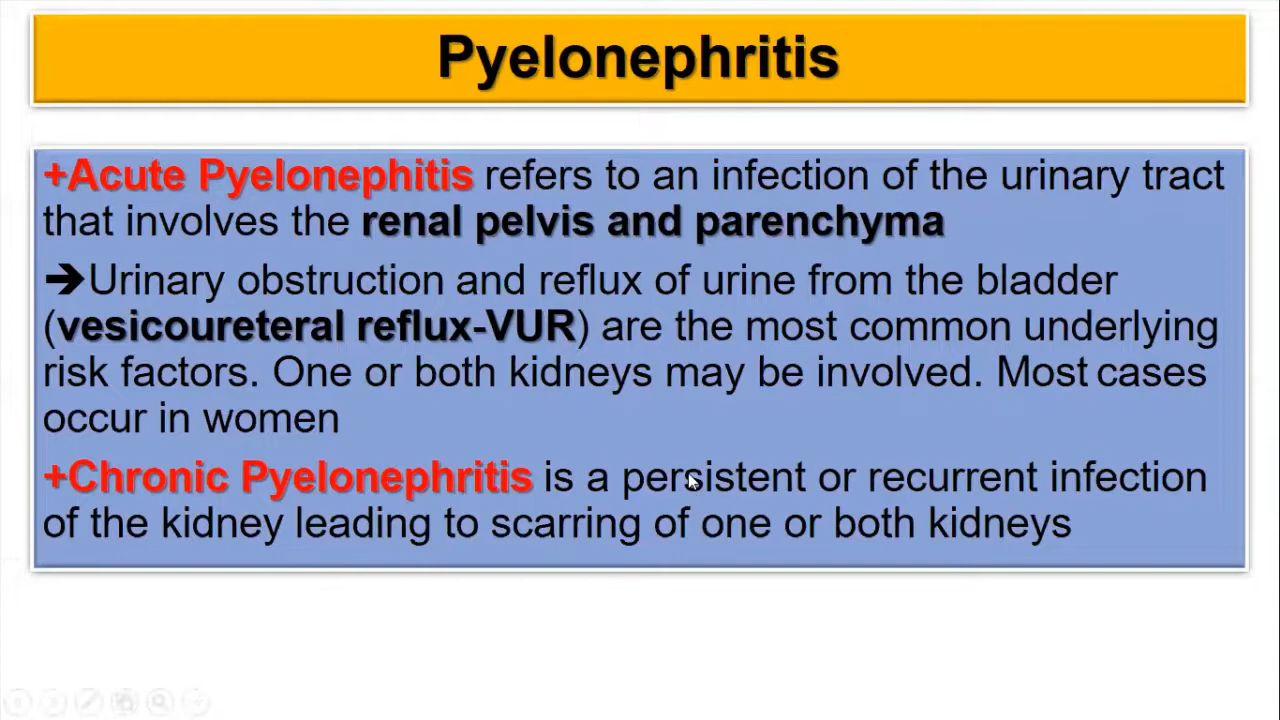 Pyelonephritis
+Acute Pyelonephitis refers to an infection of the urinary tract
that involves the renal pelvis and parenchyma
➔Urinary obstruction and reflux of urine from the bladder
(vesicoureteral reflux-VUR) are the most common underlying
risk factors. One or both kidneys may be involved. Most cases
occur in women
+Chronic Pyelonephritis is a persistent or recurrent infection
of the kidney leading to scarring of one or both kidneys